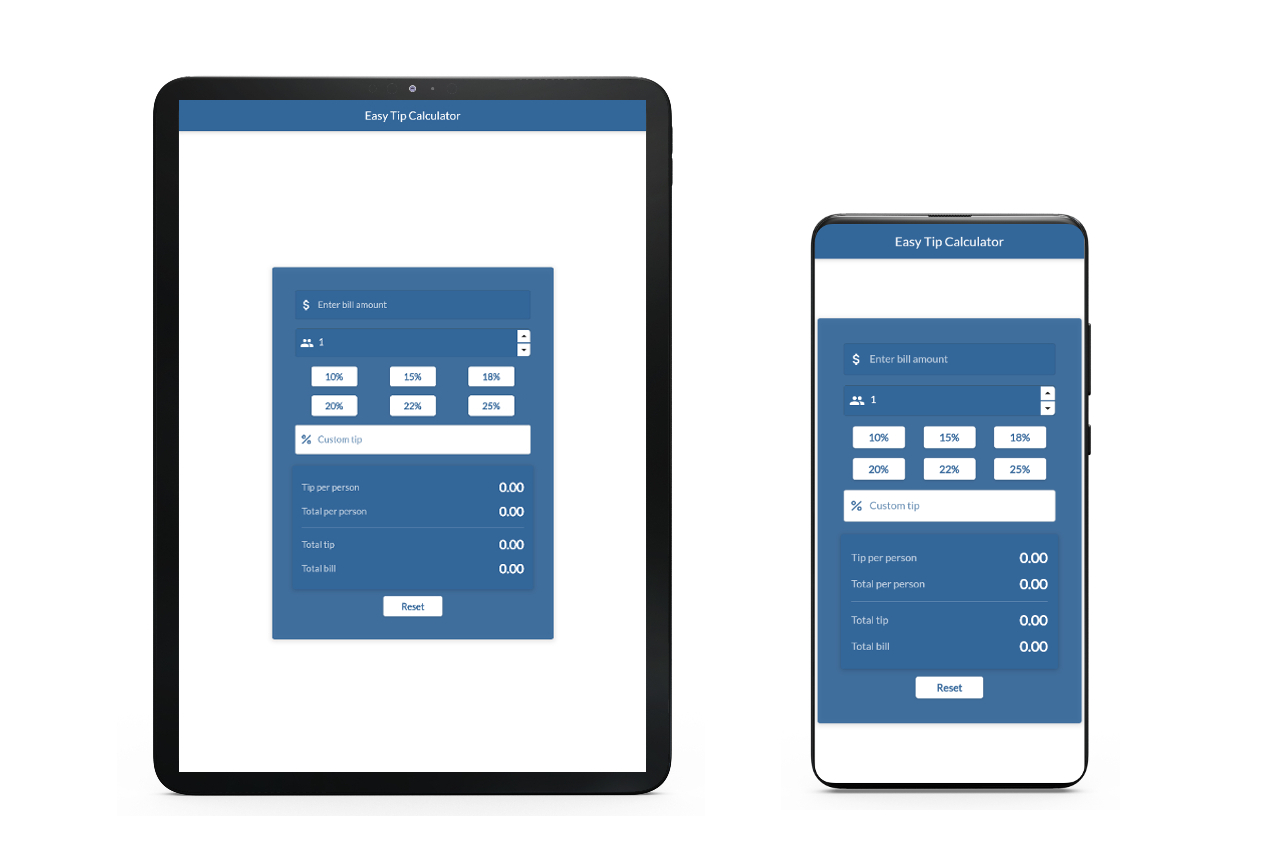 Easy Tip Calculator
$ Enter bill amount
1
10% 15% 18%
20% 22% 25%
% Custom tip
Tip per person 0.00
Total per person 0.00
Total tip 0.00
Total bill 0.00
Reset
Easy Tip Calculator
$ Enter bill amount
1
10% 15% 18%
20% 22% 25%
% Custom tip
Tip per person 0.00
Total per person 0.00
Total tip 0.00
Total bill 0.00
Reset